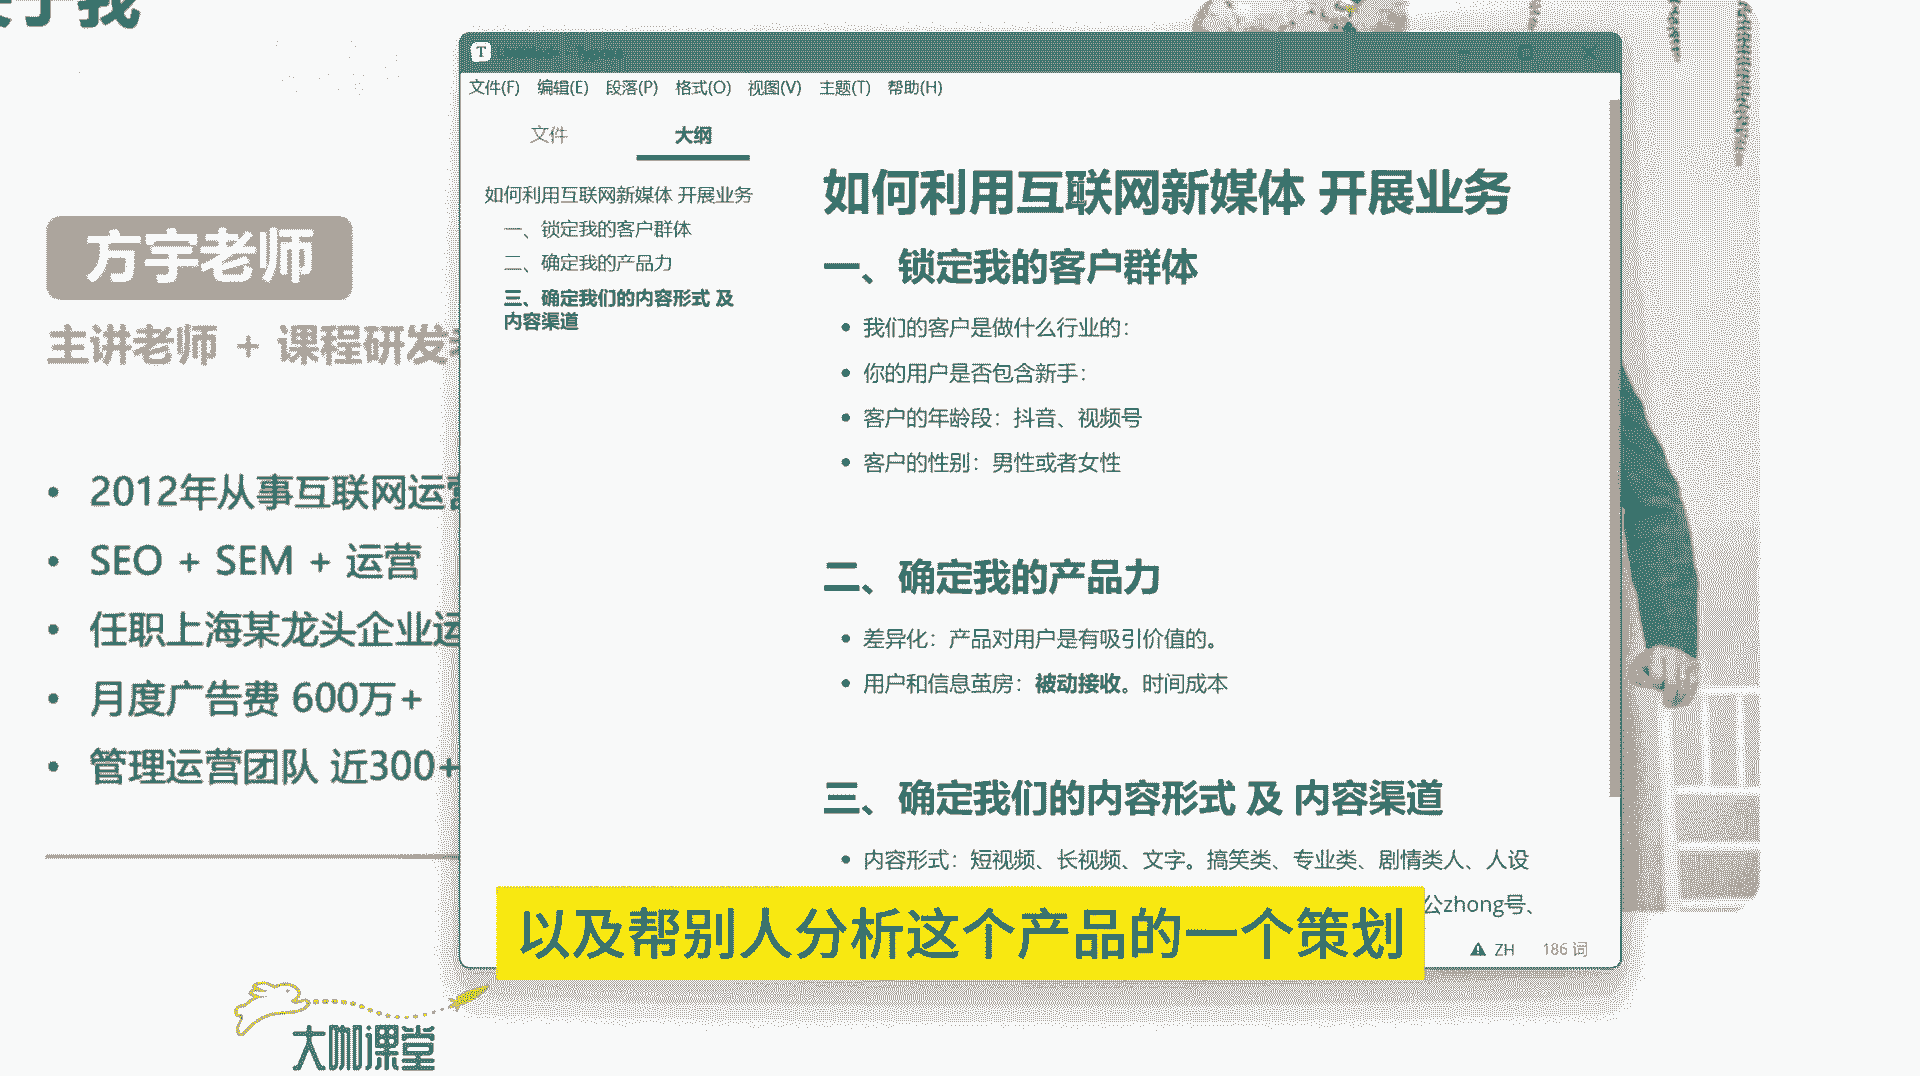 方宇老师
主讲老师 + 课程研发
2012年从事互联网运营
SEO + SEM + 运营
任职上海某龙头企业运
月度广告费 600万+
管理运营团队 近300+
文件(F) 编辑(E) 段落(P) 格式(O) 视图(V) 主题(T) 帮助(H)
文件 大纲
如何利用互联网新媒体 开展业务
一、锁定我的客户群体
二、确定我的产品力
三、确定我们的内容形式 及
内容渠道
如何利用互联网新媒体 开展业务
一、锁定我的客户群体
我们的客户是做什么行业的：
你的用户是否包含新手：
客户的年龄段：抖音、视频号
客户的性别：男性或者女性
二、确定我的产品力
差异化：产品对用户是有吸引价值的。
用户和信息茧房：被动接收。时间成本
三、确定我们的内容形式 及 内容渠道
内容形式：短视频、长视频、文字。搞笑类、专业类、剧情类人、人设
公zhong号、
以及帮别人分析这个产品的一个策划
ZH 186 词
大咖课堂